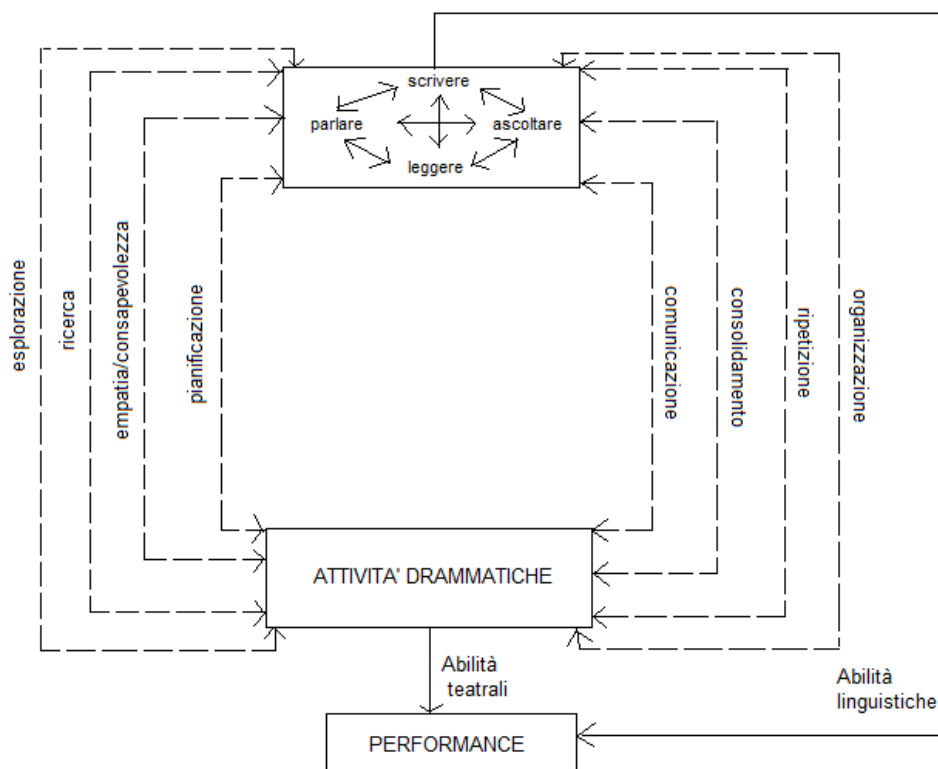 scrivere
parlare
ascoltare
leggere
esplorazione
ricerca
empatia/consapevolezza
pianificazione
comunicazione
consolidamento
ripetizione
organizzazione
ATTIVITA' DRAMMATICHE
Abilità
teatrali
Abilità
linguistiche
PERFORMANCE